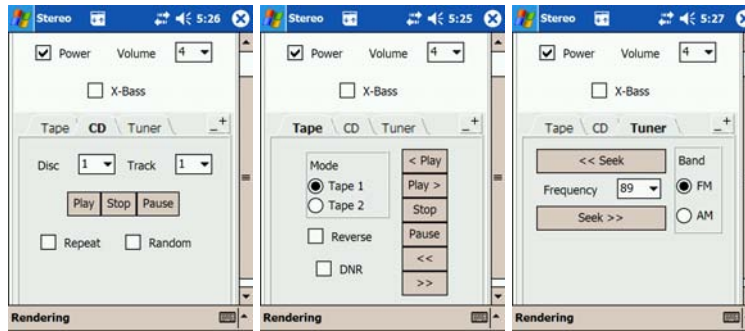 Stereo 5:26
Power Volume 4
X-Bass
Tape CD Tuner
Disc 1 Track 1
Play Stop Pause
Repeat Random
Rendering
Stereo 5:25
Power Volume 4
X-Bass
Tape CD Tuner
Mode
Tape 1
Tape 2
Reverse
DNR
< Play
Play >
Stop
Pause
<<
>>
Rendering
Stereo 5:27
Power Volume 4
X-Bass
Tape CD Tuner
<< Seek
Frequency 89
Seek >>
Band
FM
AM
Rendering